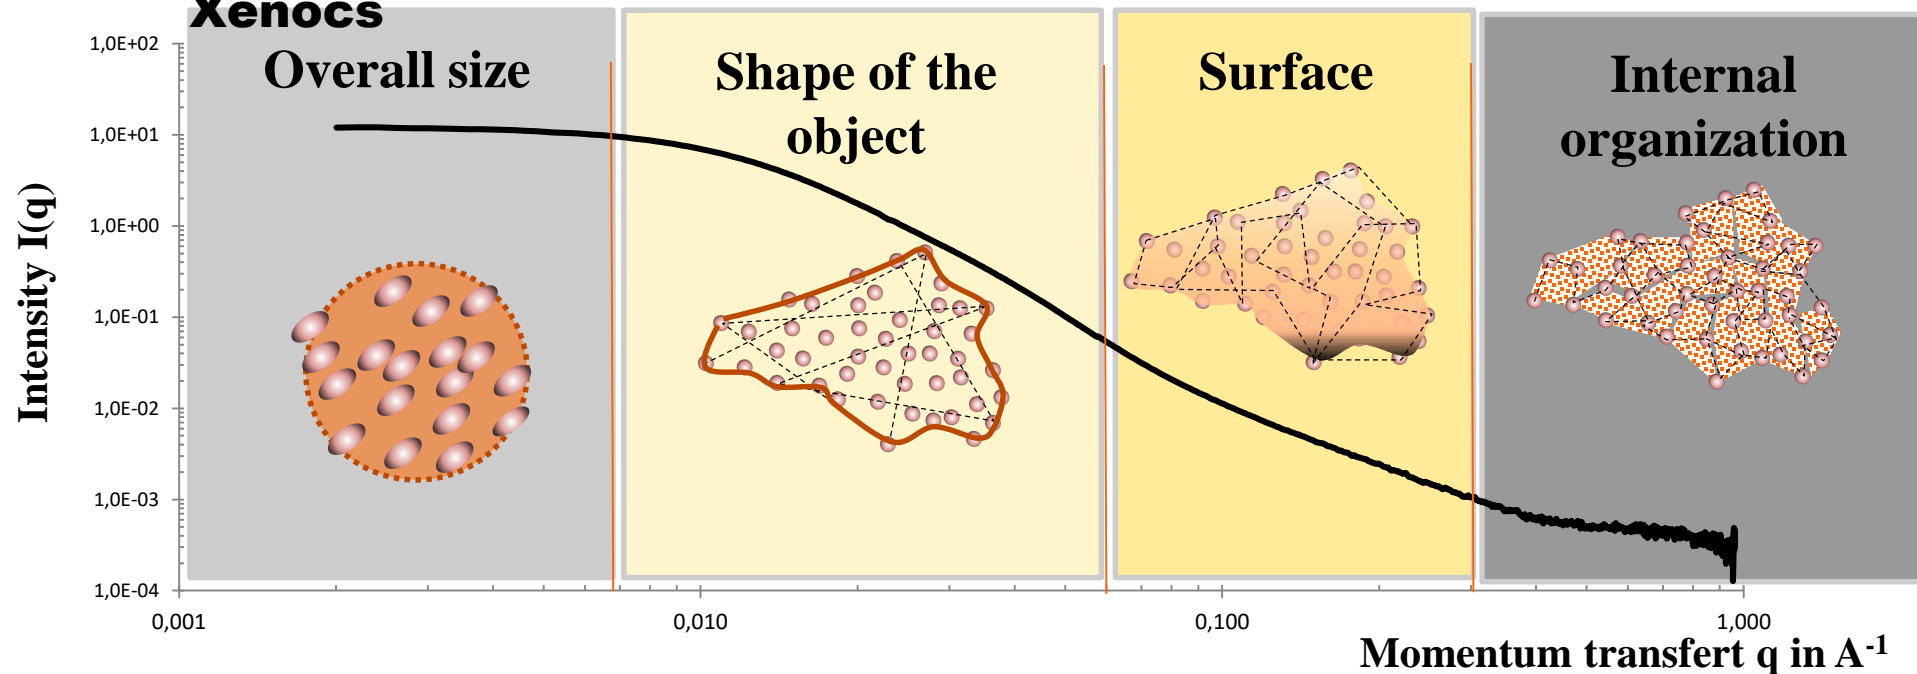 Xenocs
Overall size
Shape of the
object
Surface
Internal
organization
Intensity I(q)
1,0E+02
1,0E+01
1,0E+00
1,0E-01
1,0E-02
1,0E-03
1,0E-04
0,001
0,010
0,100
1,000
Momentum transfert q in A-1